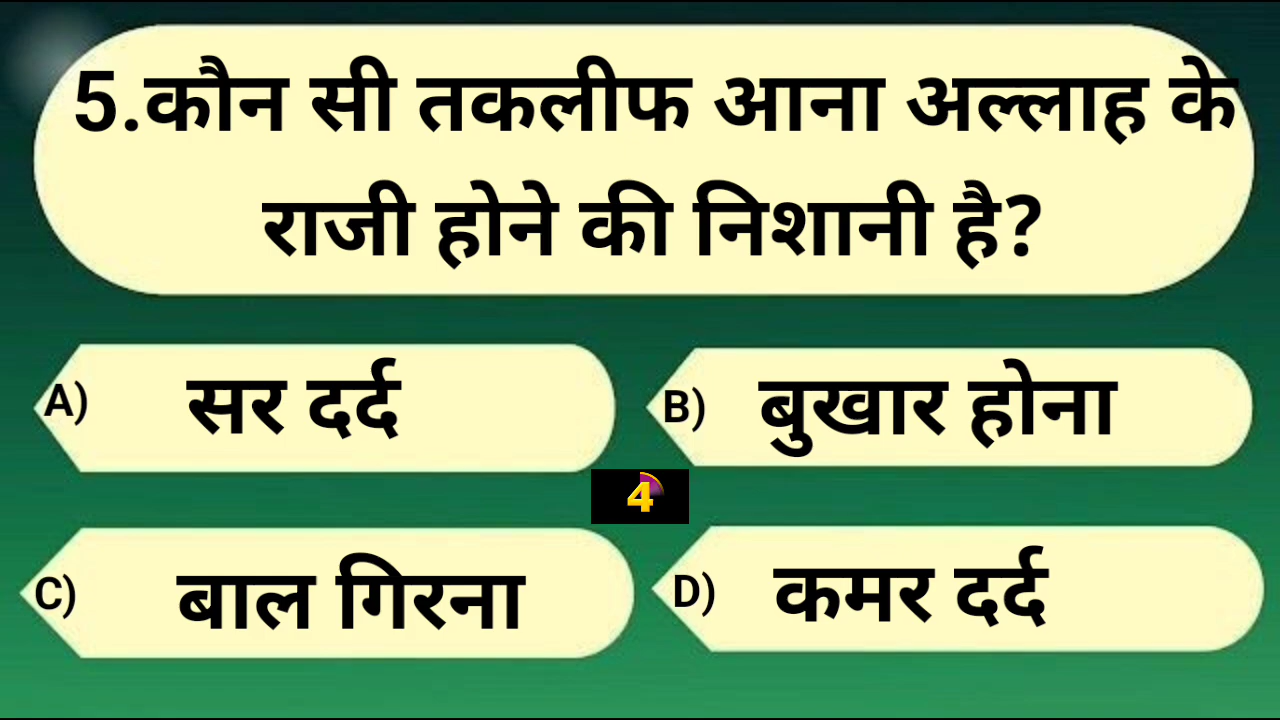 5.कौन सी तकलीफ आना अल्लाह के
राजी होने की निशानी है?
A) सर दर्द
B) बुखार होना
4
C) बाल गिरना
D) कमर दर्द